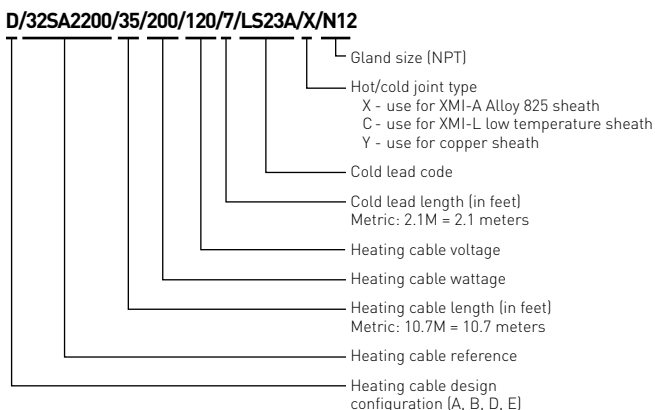 D/32SA2200/35/200/120/7/LS23A/X/N12
Gland size (NPT)
Hot/cold joint type
X - use for XMI-A Alloy 825 sheath
C - use for XMI-L low temperature sheath
Y - use for copper sheath
Cold lead code
Cold lead length (in feet)
Metric: 2.1M = 2.1 meters
Heating cable voltage
Heating cable wattage
Heating cable length (in feet)
Metric: 10.7M = 10.7 meters
Heating cable reference
Heating cable design
configuration (A, B, D, E)